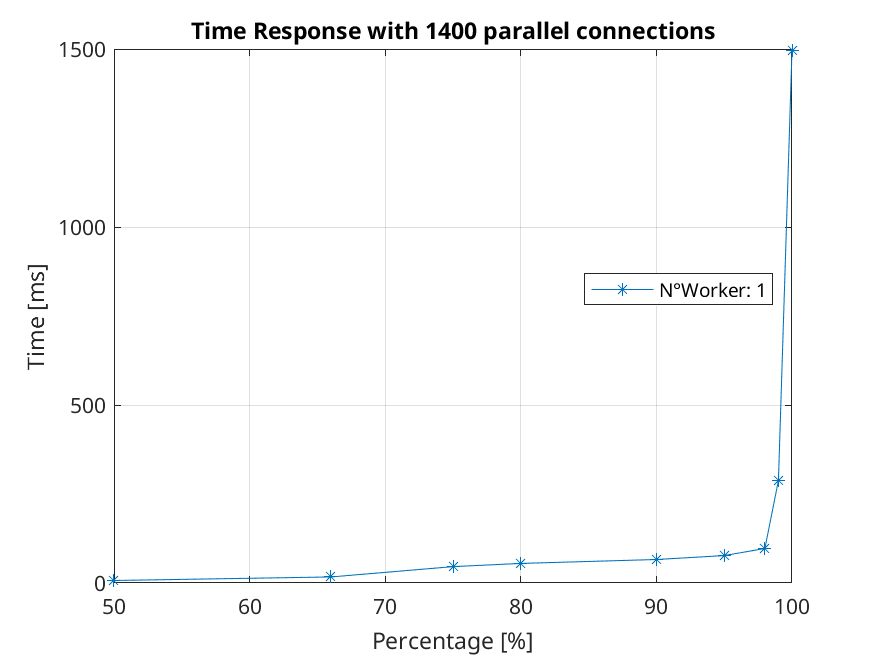 Time Response with 1400 parallel connections
1500
1000
500
0
Time [ms]
N°Worker: 1
50 60 70 80 90 100
Percentage [%]